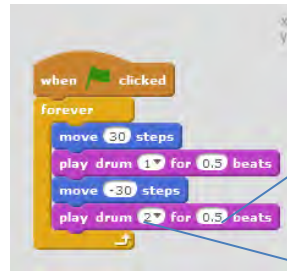 x
y
when clicked
forever
move 30 steps
play drum 1 for 0.5 beats
move -30 steps
play drum 2 for 0.5 beats